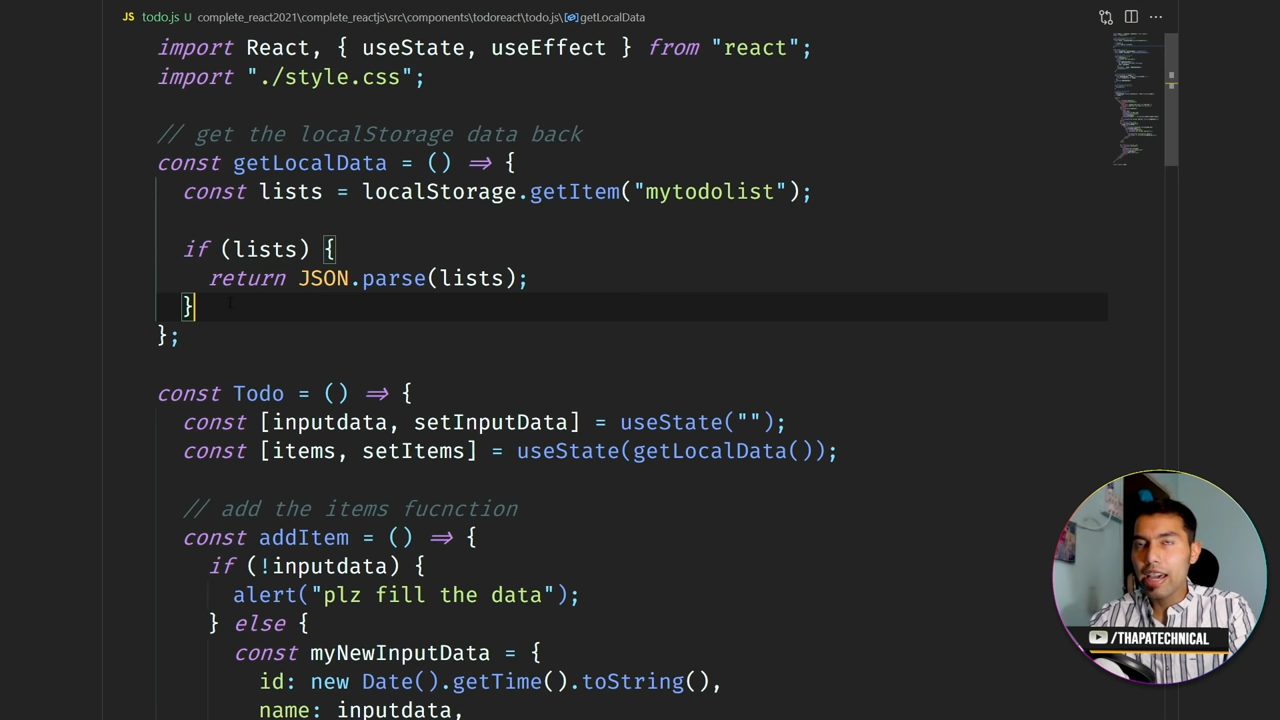 JS todo.js U complete_react2021\complete_reactjs\src\components\todoreact\todo.js\getLocalData
import React, { useState, useEffect } from "react";
import "./style.css";
// get the localStorage data back
const getLocalData = () => {
const lists = localStorage.getItem("mytodolist");
if (lists) {
return JSON.parse(lists);
}
};
const Todo = () => {
const [inputdata, setInputData] = useState("");
const [items, setItems] = useState(getLocalData());
// add the items fucnction
const addItem = () => {
if (!inputdata) {
alert("plz fill the data");
} else {
const myNewInputData = {
id: new Date().getTime().toString(),
name: inputdata,
/THAPATECHNICAL